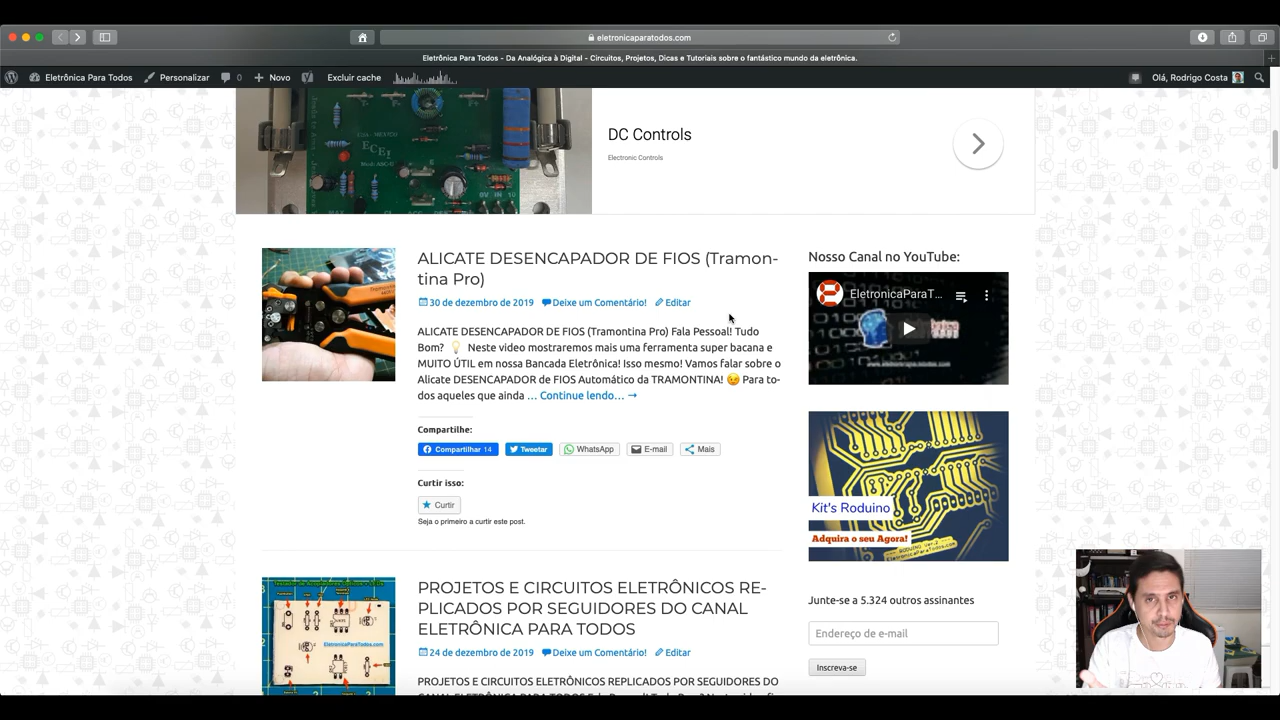 eletronicaparatodos.com
Eletrônica Para Todos - Da Analógica à Digital - Circuitos, Projetos, Dicas e Tutoriais sobre o fantástico mundo da eletrônica.
Eletrônica Para Todos
Personalizar
0
Novo
Excluir cache
Olá, Rodrigo Costa
ECEI
DC Controls
Electronic Controls
ALICATE DESENCAPADOR DE FIOS (Tramon-
tina Pro)
30 de dezembro de 2019
Deixe um Comentário!
Editar
ALICATE DESENCAPADOR DE FIOS (Tramontina Pro) Fala Pessoal! Tudo
Bom? 💡 Neste video mostraremos mais uma ferramenta super bacana e
MUITO ÚTIL em nossa Bancada Eletrônica! Isso mesmo! Vamos falar sobre o
Alicate DESENCAPADOR de FIOS Automático da TRAMONTINA! 😉 Para to-
dos aqueles que ainda … Continue lendo… →
Compartilhe:
Compartilhar 14
Tweetar
WhatsApp
E-mail
Mais
Curtir isso:
Curtir
Seja o primeiro a curtir este post.
PROJETOS E CIRCUITOS ELETRÔNICOS RE-
PLICADOS POR SEGUIDORES DO CANAL
ELETRÔNICA PARA TODOS
24 de dezembro de 2019
Deixe um Comentário!
Editar
PROJETOS E CIRCUITOS ELETRÔNICOS REPLICADOS POR SEGUIDORES DO
EletronicaParaTodos.com
Nosso Canal no YouTube:
EletronicaParaT...
Kit's Roduino
Adquira o seu Agora!
Junte-se a 5.324 outros assinantes
Endereço de e-mail
Inscreva-se